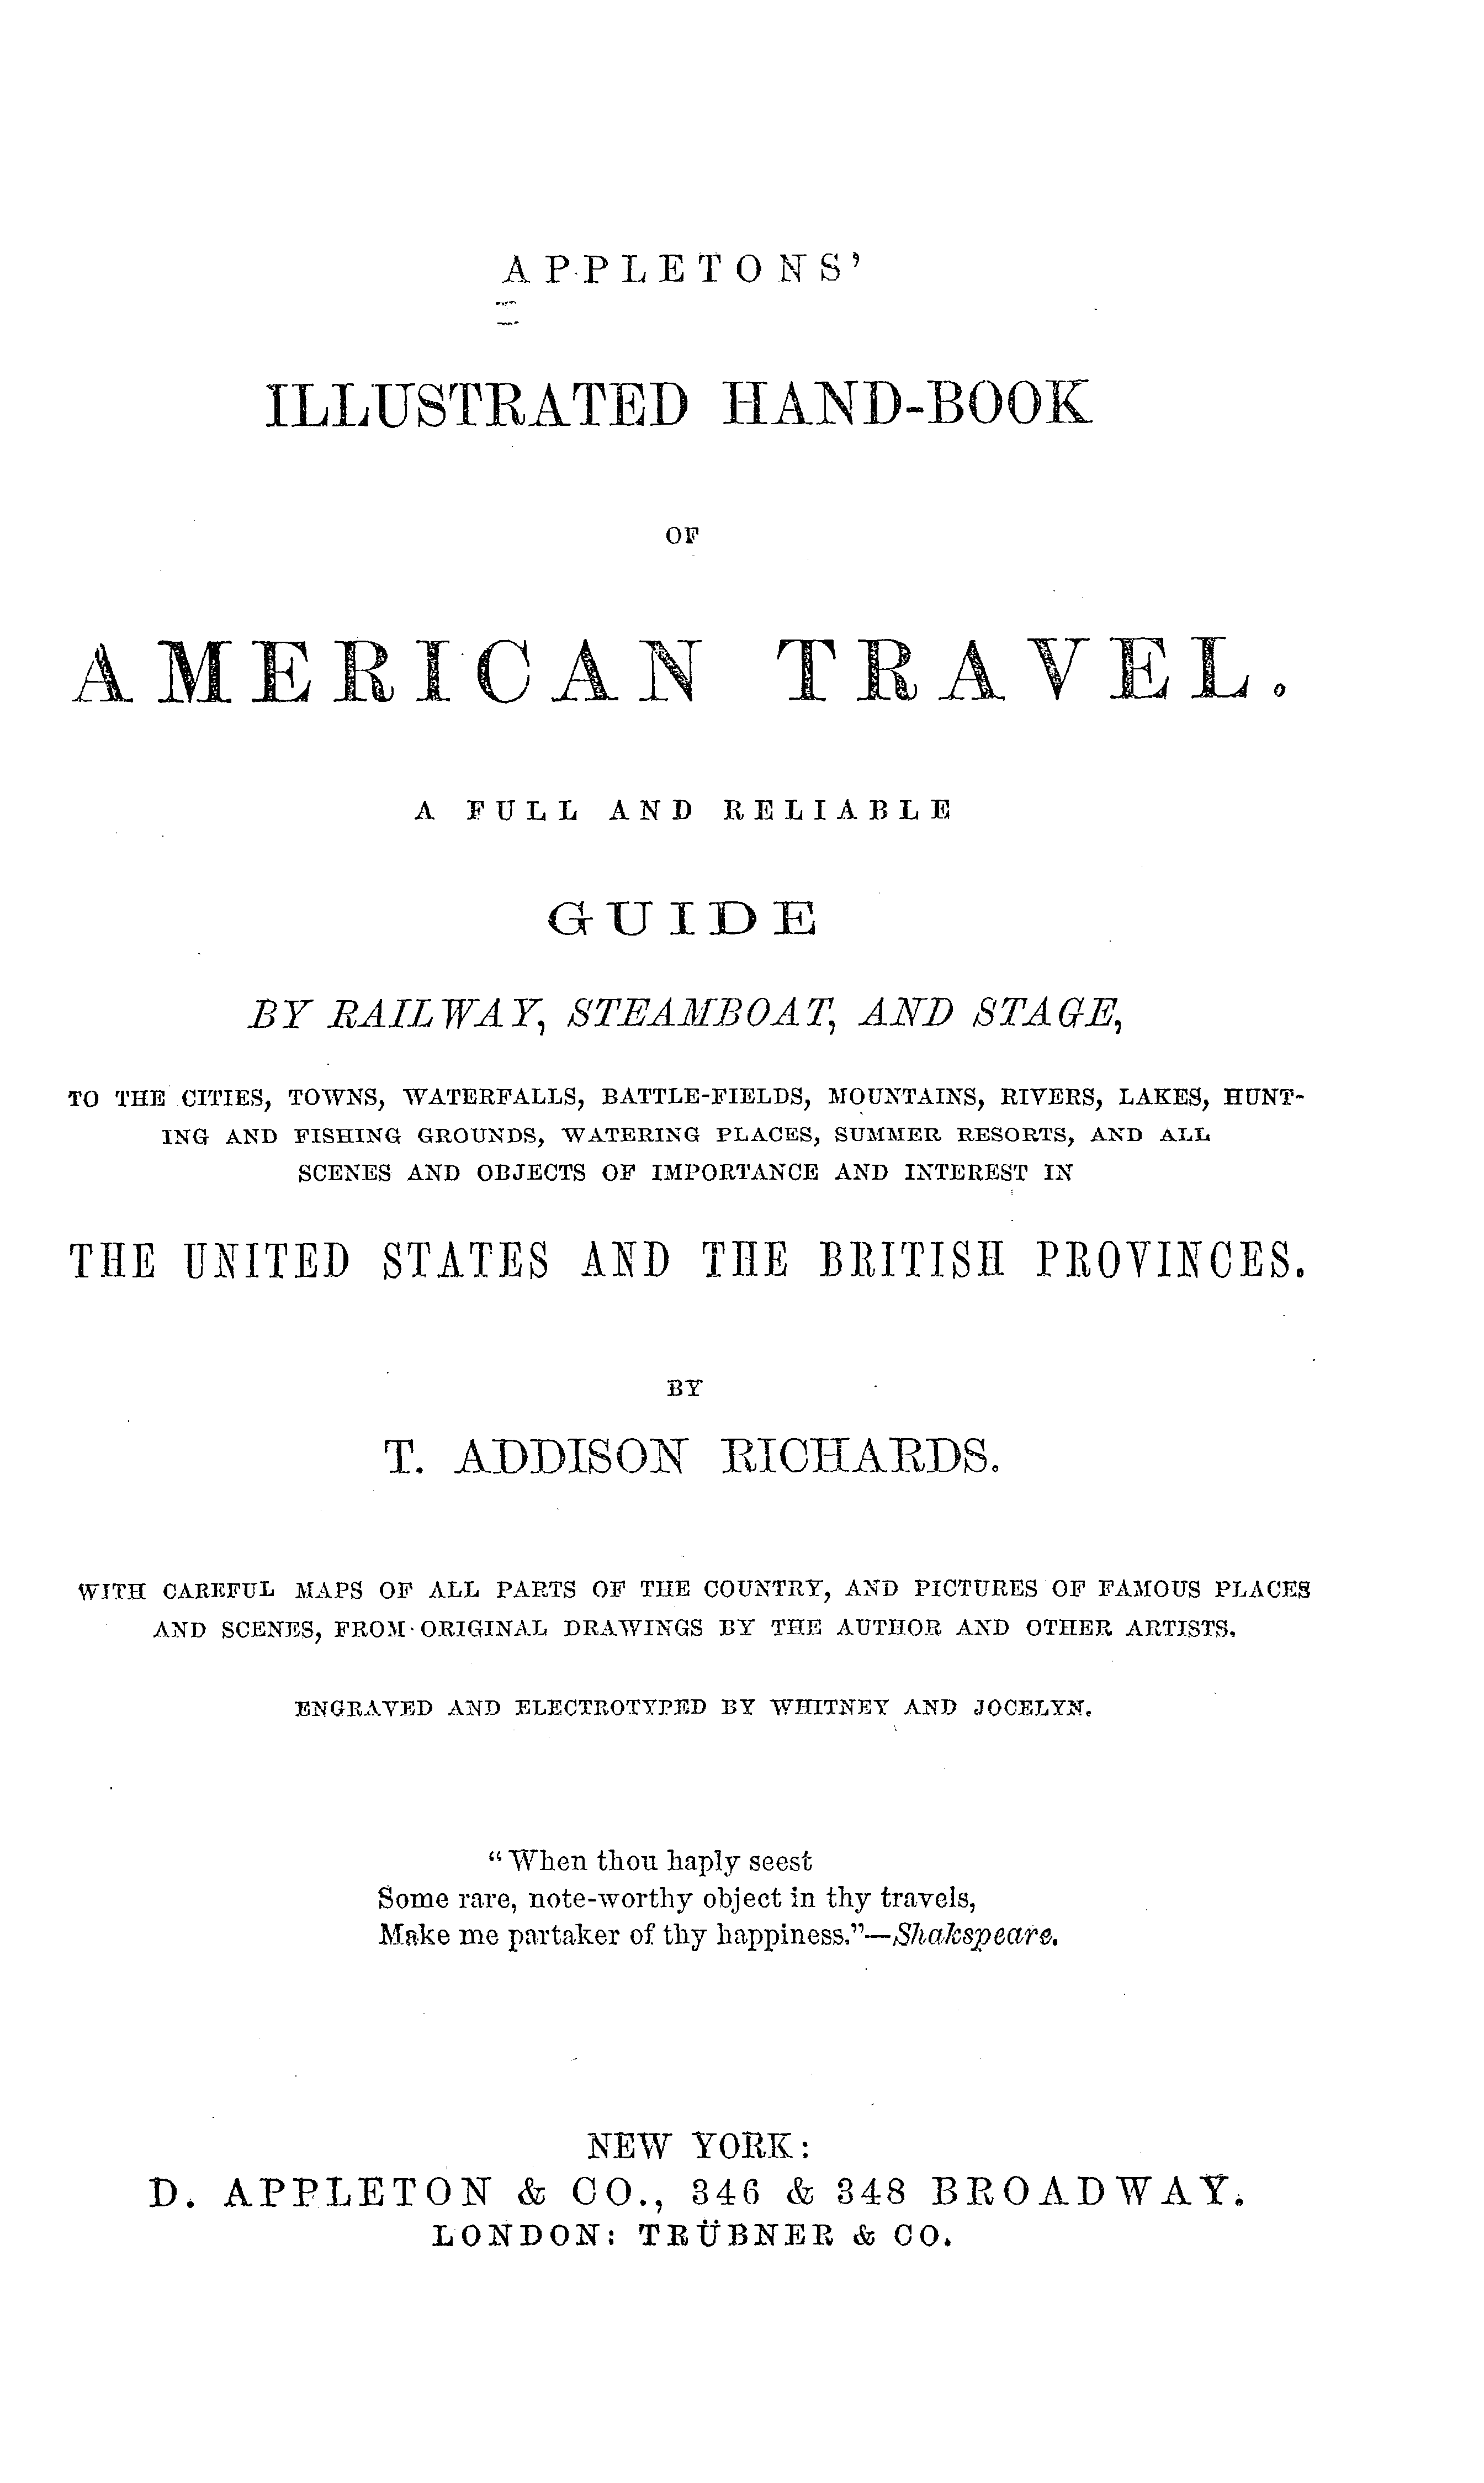 APPLETONS'
ILLUSTRATED HAND-BOOK
OF
AMERICAN TRAVEL.
A FULL AND RELIABLE
GUIDE
BY RAILWAY, STEAMBOAT, AND STAGE,
TO THE CITIES, TOWNS, WATERFALLS, BATTLE-FIELDS, MOUNTAINS, RIVERS, LAKES, HUNT-
ING AND FISHING GROUNDS, WATERING PLACES, SUMMER RESORTS, AND ALL
SCENES AND OBJECTS OF IMPORTANCE AND INTEREST IN
THE UNITED STATES AND THE BRITISH PROVINCES.
BY
T. ADDISON RICHARDS.
WITH CAREFUL MAPS OF ALL PARTS OF THE COUNTRY, AND PICTURES OF FAMOUS PLACES
AND SCENES, FROM ORIGINAL DRAWINGS BY THE AUTHOR AND OTHER ARTISTS.
ENGRAVED AND ELECTROTYPED BY WHITNEY AND JOCELYN.
"When thou haply seest
Some rare, note-worthy object in thy travels,
Make me partaker of thy happiness."—Shakspeare.
NEW YORK:
D. APPLETON & CO., 346 & 348 BROADWAY.
LONDON: TRÜBNER & CO.